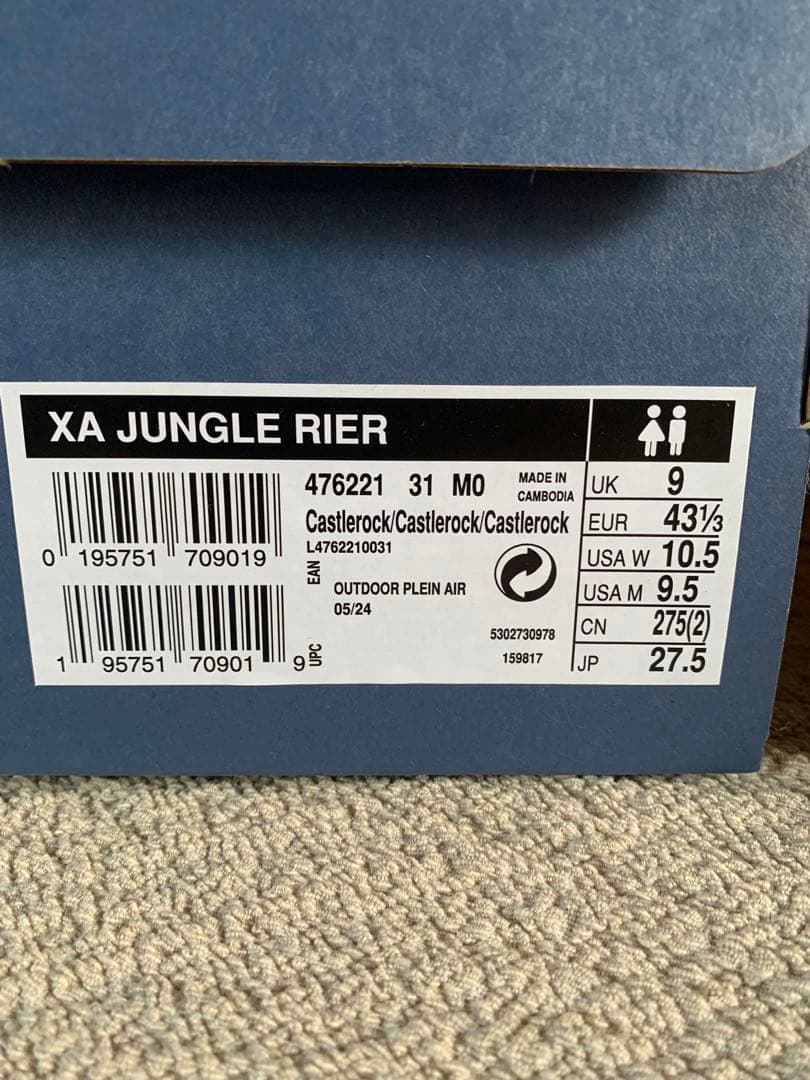 XA JUNGLE RIER
476221 31 M0
MADE IN
CAMBODIA
Castlerock/Castlerock/Castlerock
L4762210031
0 195751 709019
EAN
OUTDOOR PLEIN AIR
05/24
5302730978
159817
1 95751 70901 9
UPC
UK 9
EUR 43⅓
USA W 10.5
USA M 9.5
CN 275(2)
JP 27.5